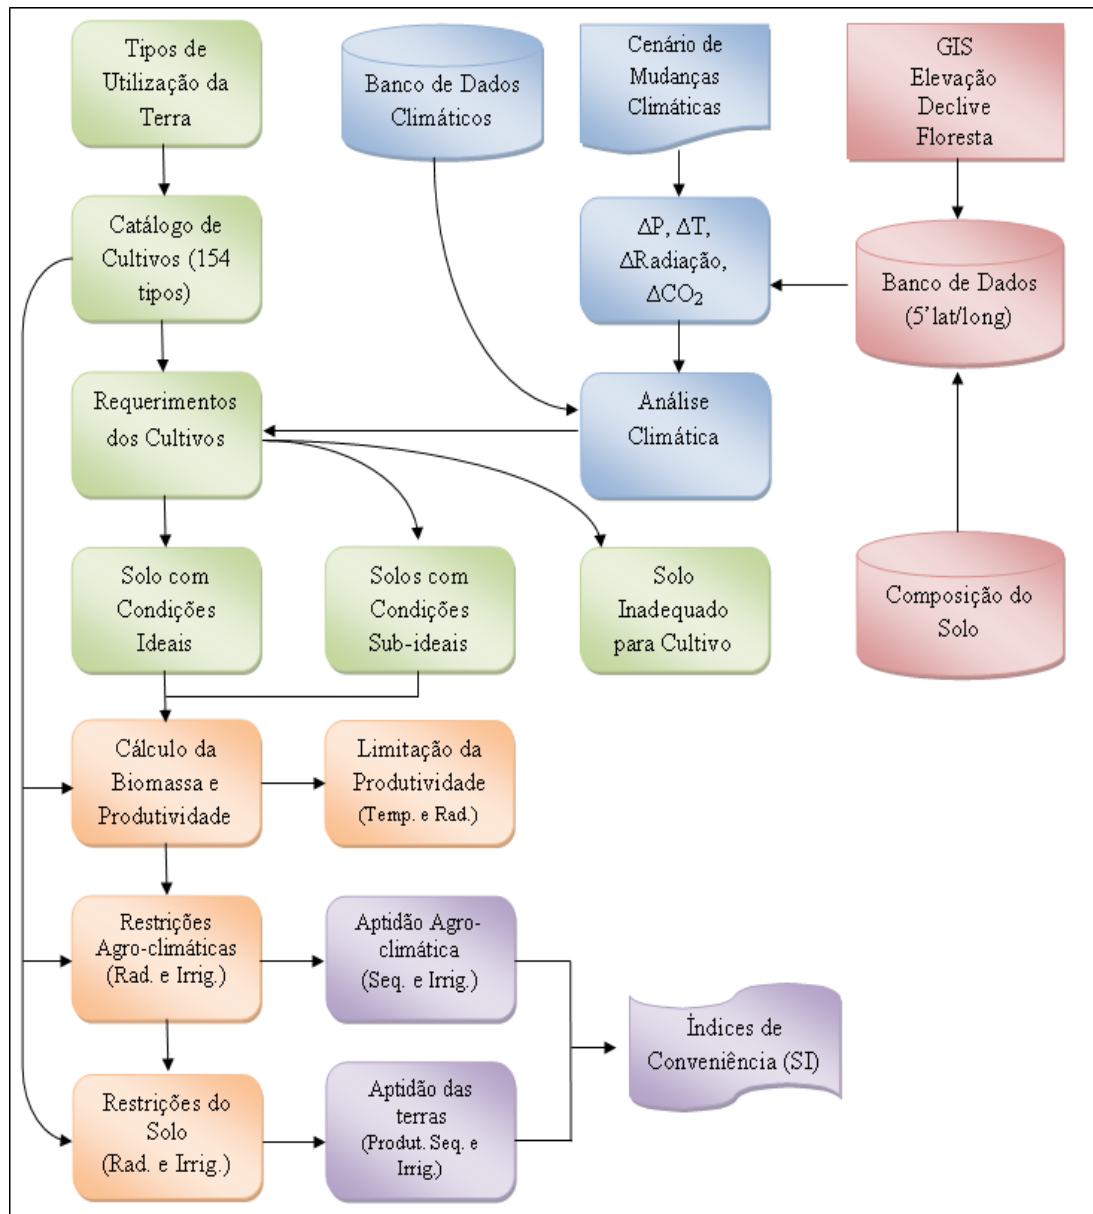 Tipos de
Utilização da
Terra
Banco de Dados
Climáticos
Cenário de
Mudanças
Climáticas
GIS
Elevação
Declive
Floresta
Catálogo de
Cultivos (154
tipos)
ΔP, ΔT,
ΔRadiação,
ΔCO₂
Banco de Dados
(5’lat/long)
Requerimentos
dos Cultivos
Análise
Climática
Solo com
Condições
Ideais
Solos com
Condições
Sub-ideais
Solo
Inadequado
para Cultivo
Composição do
Solo
Cálculo da
Biomassa e
Produtividade
Limitação da
Produtividade
(Temp. e Rad.)
Restrições
Agro-climáticas
(Rad. e Irrig.)
Aptidão Agro-
climática
(Seq. e Irrig.)
Índices de
Conveniência (SI)
Restrições do
Solo
(Rad. e Irrig.)
Aptidão das
terras
(Produt. Seq. e
Irrig.)